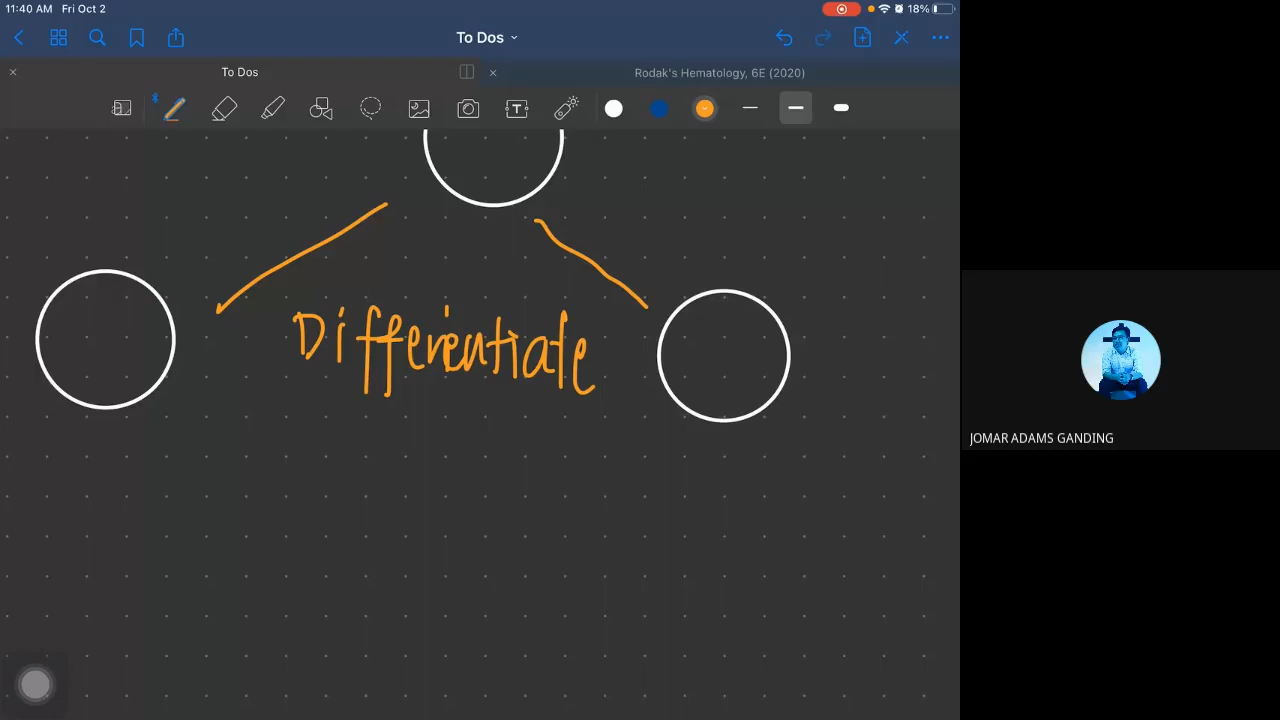 11:40 AM Fri Oct 2
18%
To Dos
To Dos
Rodak's Hematology, 6E (2020)
T
Differentiate
JOMAR ADAMS GANDING